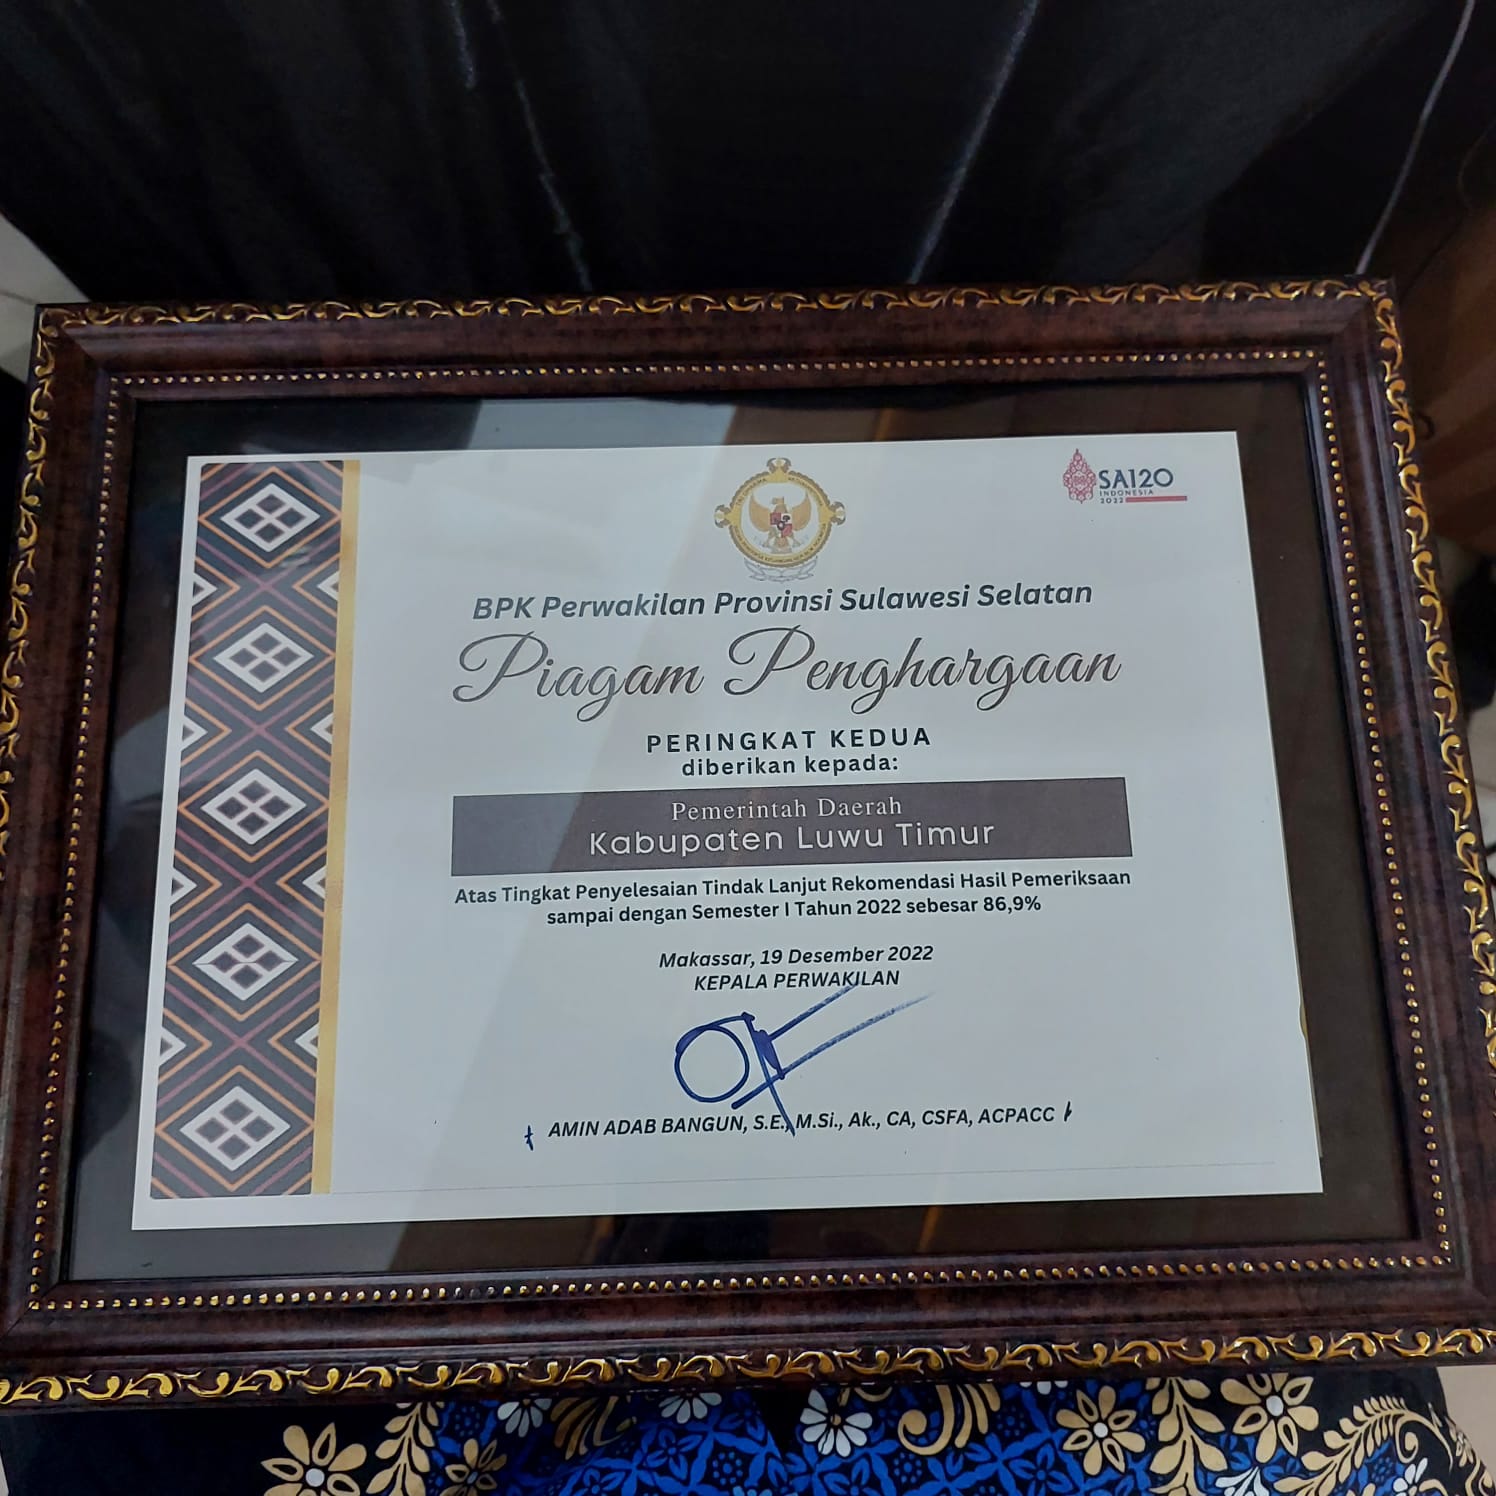 SAI20
INDONESIA
2022
BPK Perwakilan Provinsi Sulawesi Selatan
Piagam Penghargaan
PERINGKAT KEDUA
diberikan kepada:
Pemerintah Daerah
Kabupaten Luwu Timur
Atas Tingkat Penyelesaian Tindak Lanjut Rekomendasi Hasil Pemeriksaan
sampai dengan Semester I Tahun 2022 sebesar 86,9%
Makassar, 19 Desember 2022
KEPALA PERWAKILAN
AMIN ADAB BANGUN, S.E., M.Si., Ak., CA, CSFA, ACPACC